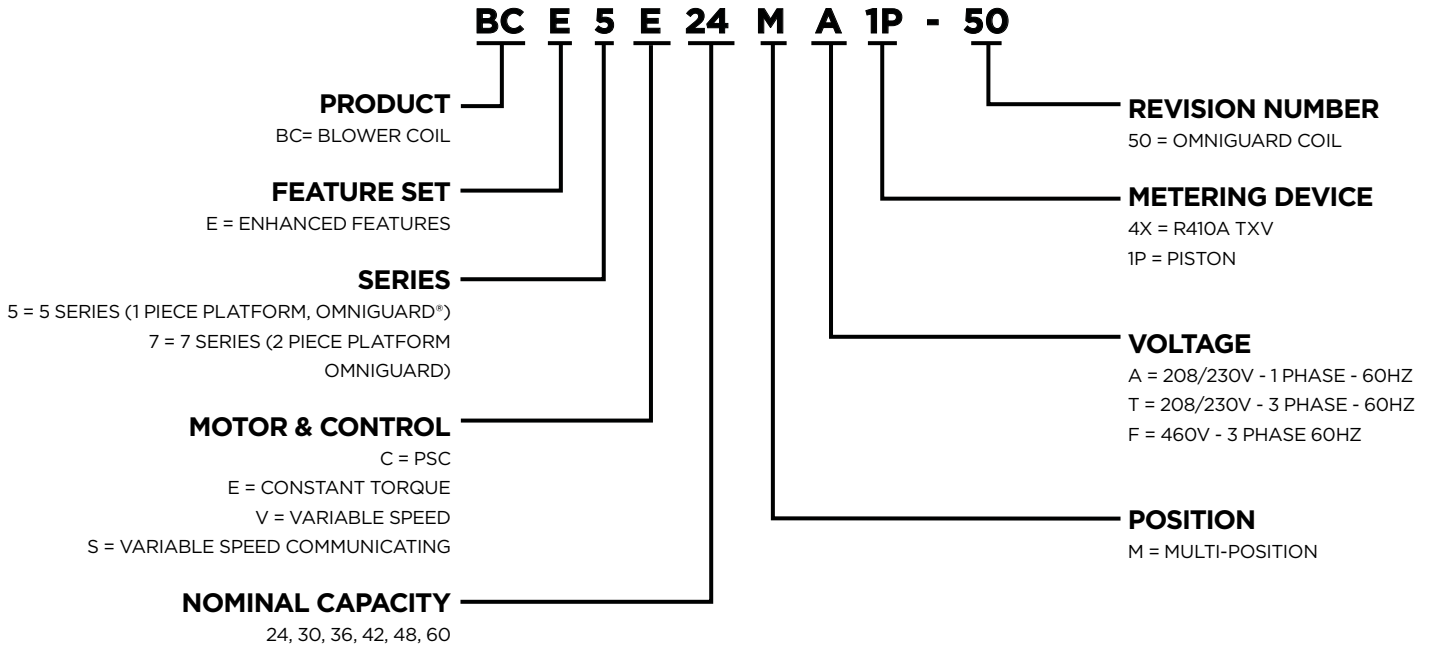 BC E 5 E 24 M A 1P - 50
PRODUCT
BC= BLOWER COIL
FEATURE SET
E = ENHANCED FEATURES
SERIES
5 = 5 SERIES (1 PIECE PLATFORM, OMNIGUARD®)
7 = 7 SERIES (2 PIECE PLATFORM
OMNIGUARD)
MOTOR & CONTROL
C = PSC
E = CONSTANT TORQUE
V = VARIABLE SPEED
S = VARIABLE SPEED COMMUNICATING
NOMINAL CAPACITY
24, 30, 36, 42, 48, 60
REVISION NUMBER
50 = OMNIGUARD COIL
METERING DEVICE
4X = R410A TXV
1P = PISTON
VOLTAGE
A = 208/230V - 1 PHASE - 60HZ
T = 208/230V - 3 PHASE - 60HZ
F = 460V - 3 PHASE 60HZ
POSITION
M = MULTI-POSITION